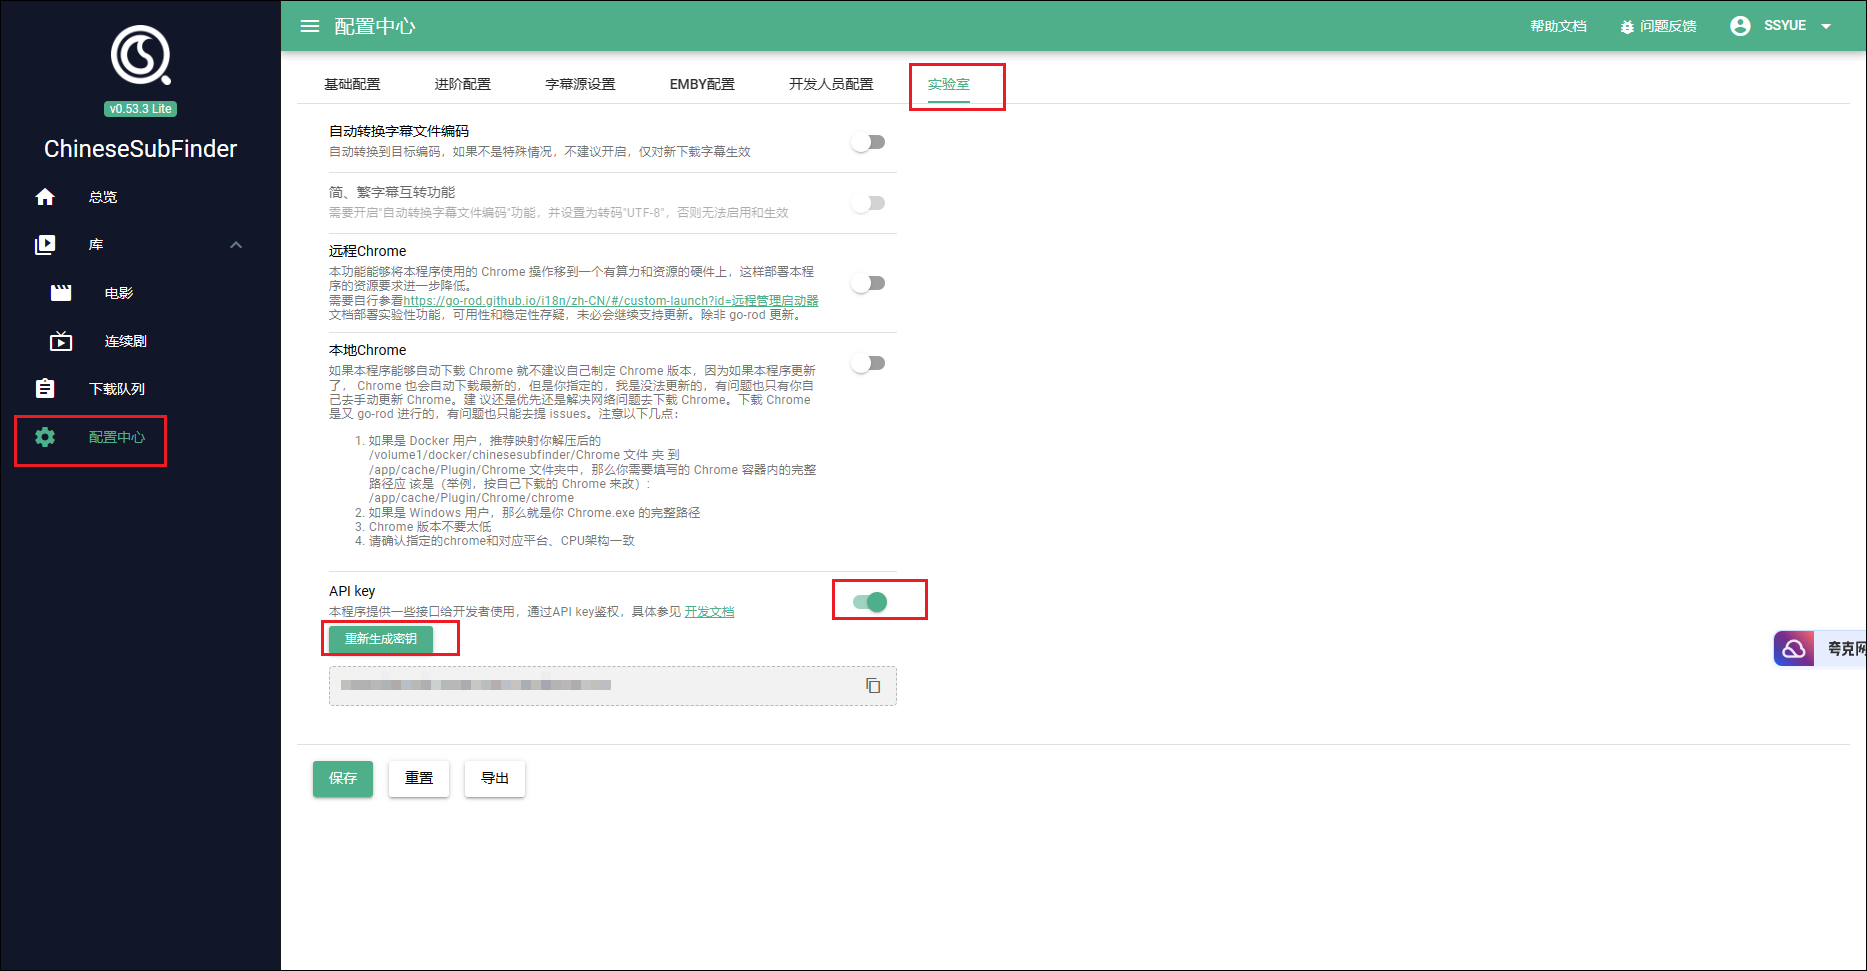 v0.53.3 Lite
ChineseSubFinder
总览
库
电影
连续剧
下载队列
配置中心
配置中心
帮助文档
问题反馈
SSYUE
基础配置
进阶配置
字幕源设置
EMBY配置
开发人员配置
实验室
自动转换字幕文件编码
自动转换到目标编码，如果不是特殊情况，不建议开启，仅对新下载字幕生效
简、繁字幕互转功能
需要开启"自动转换字幕文件编码"功能，并设置为转码"UTF-8"，否则无法启用和生效
远程Chrome
本功能能够将本程序使用的 Chrome 操作移到一个有算力和资源的硬件上，这样部署本程
序的资源要求进一步降低。
需要自行参看https://go-rod.github.io/i18n/zh-CN/#/custom-launch?id=远程管理启动器
文档部署实验性功能，可用性和稳定性存疑，未必会继续支持更新。除非 go-rod 更新。
本地Chrome
如果本程序能够自动下载 Chrome 就不建议自己制定 Chrome 版本，因为如果本程序更新
了， Chrome 也会自动下载最新的，但是你指定的，我是没法更新的，有问题也只有你自
己去手动更新 Chrome。建 议还是优先还是解决网络问题去下载 Chrome。下载 Chrome
是又 go-rod 进行的，有问题也只能去提 issues。注意以下几点：
1. 如果是 Docker 用户，推荐映射你解压后的
/volume1/docker/chinesesubfinder/Chrome 文件 夹 到
/app/cache/Plugin/Chrome 文件夹中，那么你需要填写的 Chrome 容器内的完整
路径应 该是（举例，按自己下载的 Chrome 来改）：
/app/cache/Plugin/Chrome/chrome
2. 如果是 Windows 用户，那么就是你 Chrome.exe 的完整路径
3. Chrome 版本不要太低
4. 请确认指定的chrome和对应平台、CPU架构一致
API key
本程序提供一些接口给开发者使用，通过API key鉴权，具体参见 开发文档
重新生成密钥
保存
重置
导出
夸克网